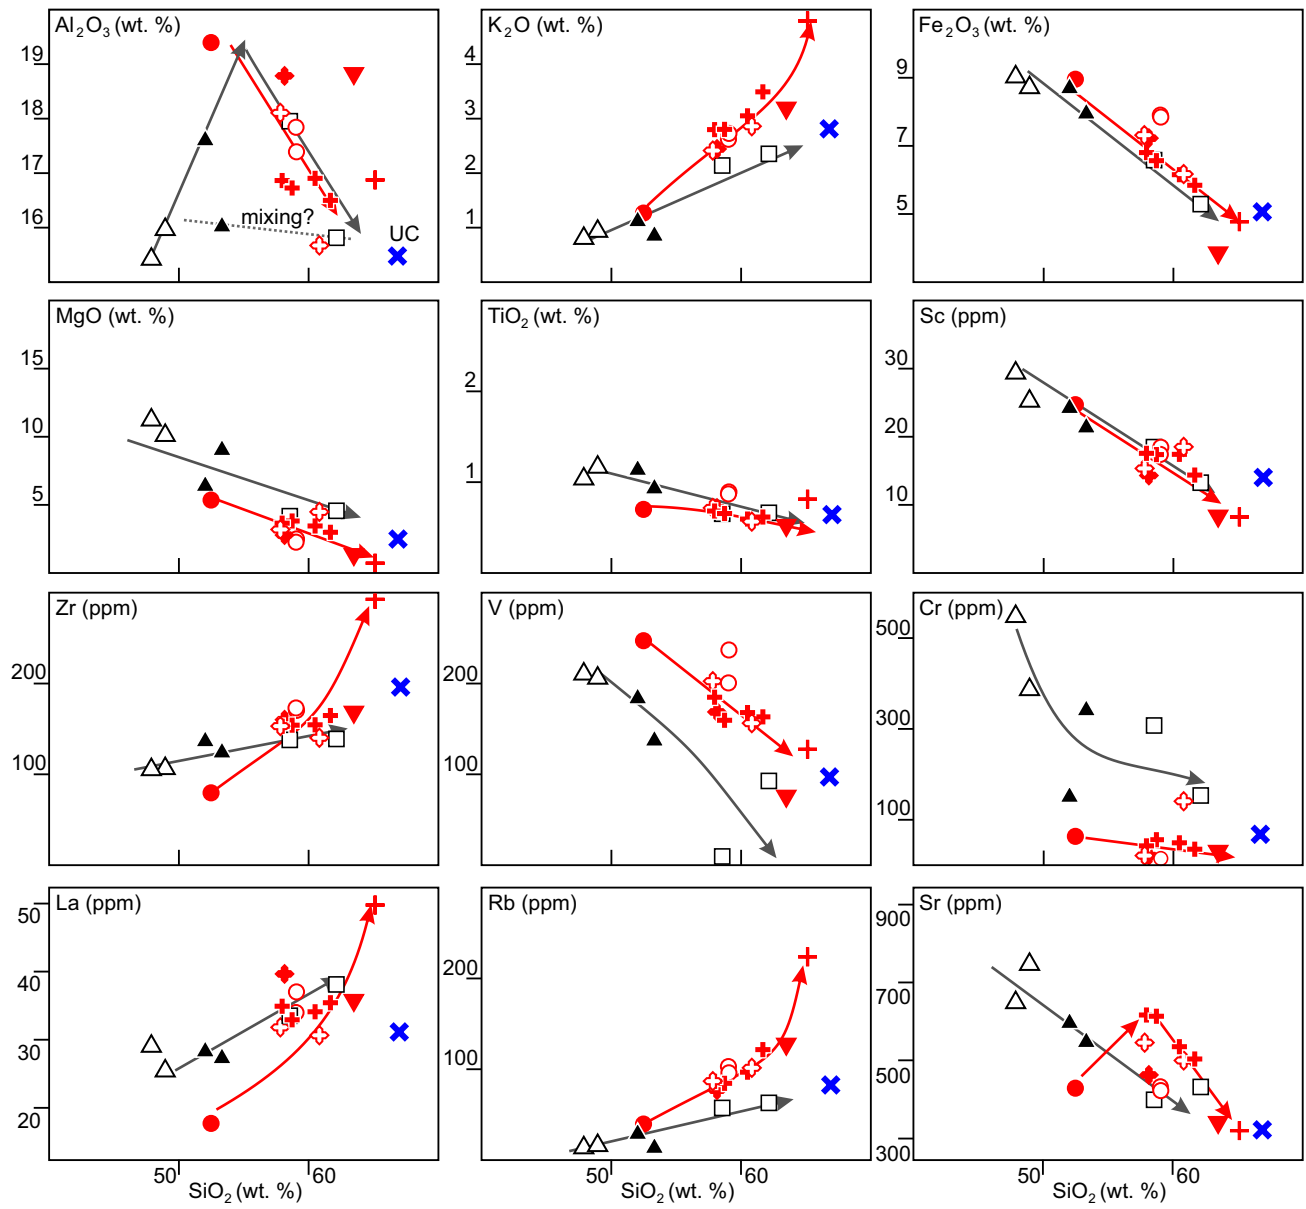 Al₂O₃ (wt. %)
19
18
17
16
mixing?
UC
K₂O (wt. %)
4
3
2
1
Fe₂O₃ (wt. %)
9
7
5
MgO (wt. %)
15
10
5
TiO₂ (wt. %)
2
1
Sc (ppm)
30
20
10
Zr (ppm)
200
100
V (ppm)
200
100
Cr (ppm)
500
300
100
La (ppm)
50
40
30
20
50 60
SiO₂ (wt. %)
Rb (ppm)
200
100
50 60
SiO₂ (wt. %)
Sr (ppm)
900
700
500
300
50 60
SiO₂ (wt. %)